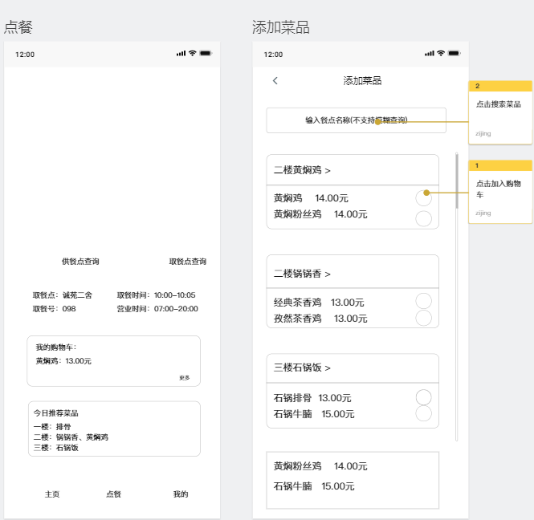 点餐
12:00
供餐点查询 取餐点查询
取餐点：诚苑二舍 取餐时间：10:00-10:05
取餐号：098 营业时间：07:00-20:00
我的购物车：
黄焖鸡：13.00元
更多
今日推荐菜品
一楼：排骨
二楼：锅锅香、黄焖鸡
三楼：石锅饭
主页 点餐 我的
添加菜品
12:00
< 添加菜品
输入餐点名称(不支持模糊查询)
二楼黄焖鸡 >
黄焖鸡 14.00元
黄焖粉丝鸡 14.00元
二楼锅锅香 >
经典茶香鸡 13.00元
孜然茶香鸡 13.00元
三楼石锅饭 >
石锅排骨 13.00元
石锅牛腩 15.00元
黄焖粉丝鸡 14.00元
石锅牛腩 15.00元
2
点击搜索菜品
zijing
1
点击加入购物
车
zijing